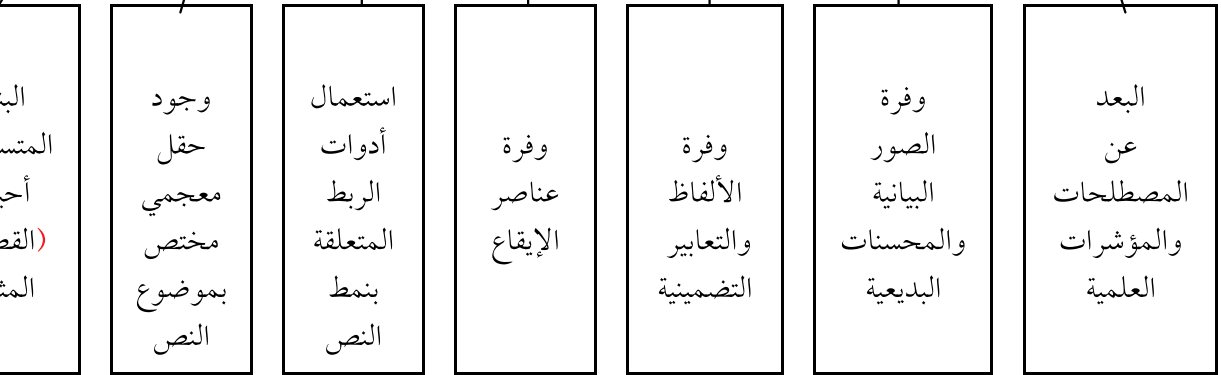 البعد
عن
المصطلحات
والمؤشرات
العلمية
وفرة
الصور
البيانية
والمحسنات
البديعية
وفرة
الألفاظ
والتعابير
التضمينية
وفرة
عناصر
الإيقاع
استعمال
أدوات
الربط
المتعلقة
بنمط
النص
وجود
حقل
معجمي
مختص
بموضوع
النص